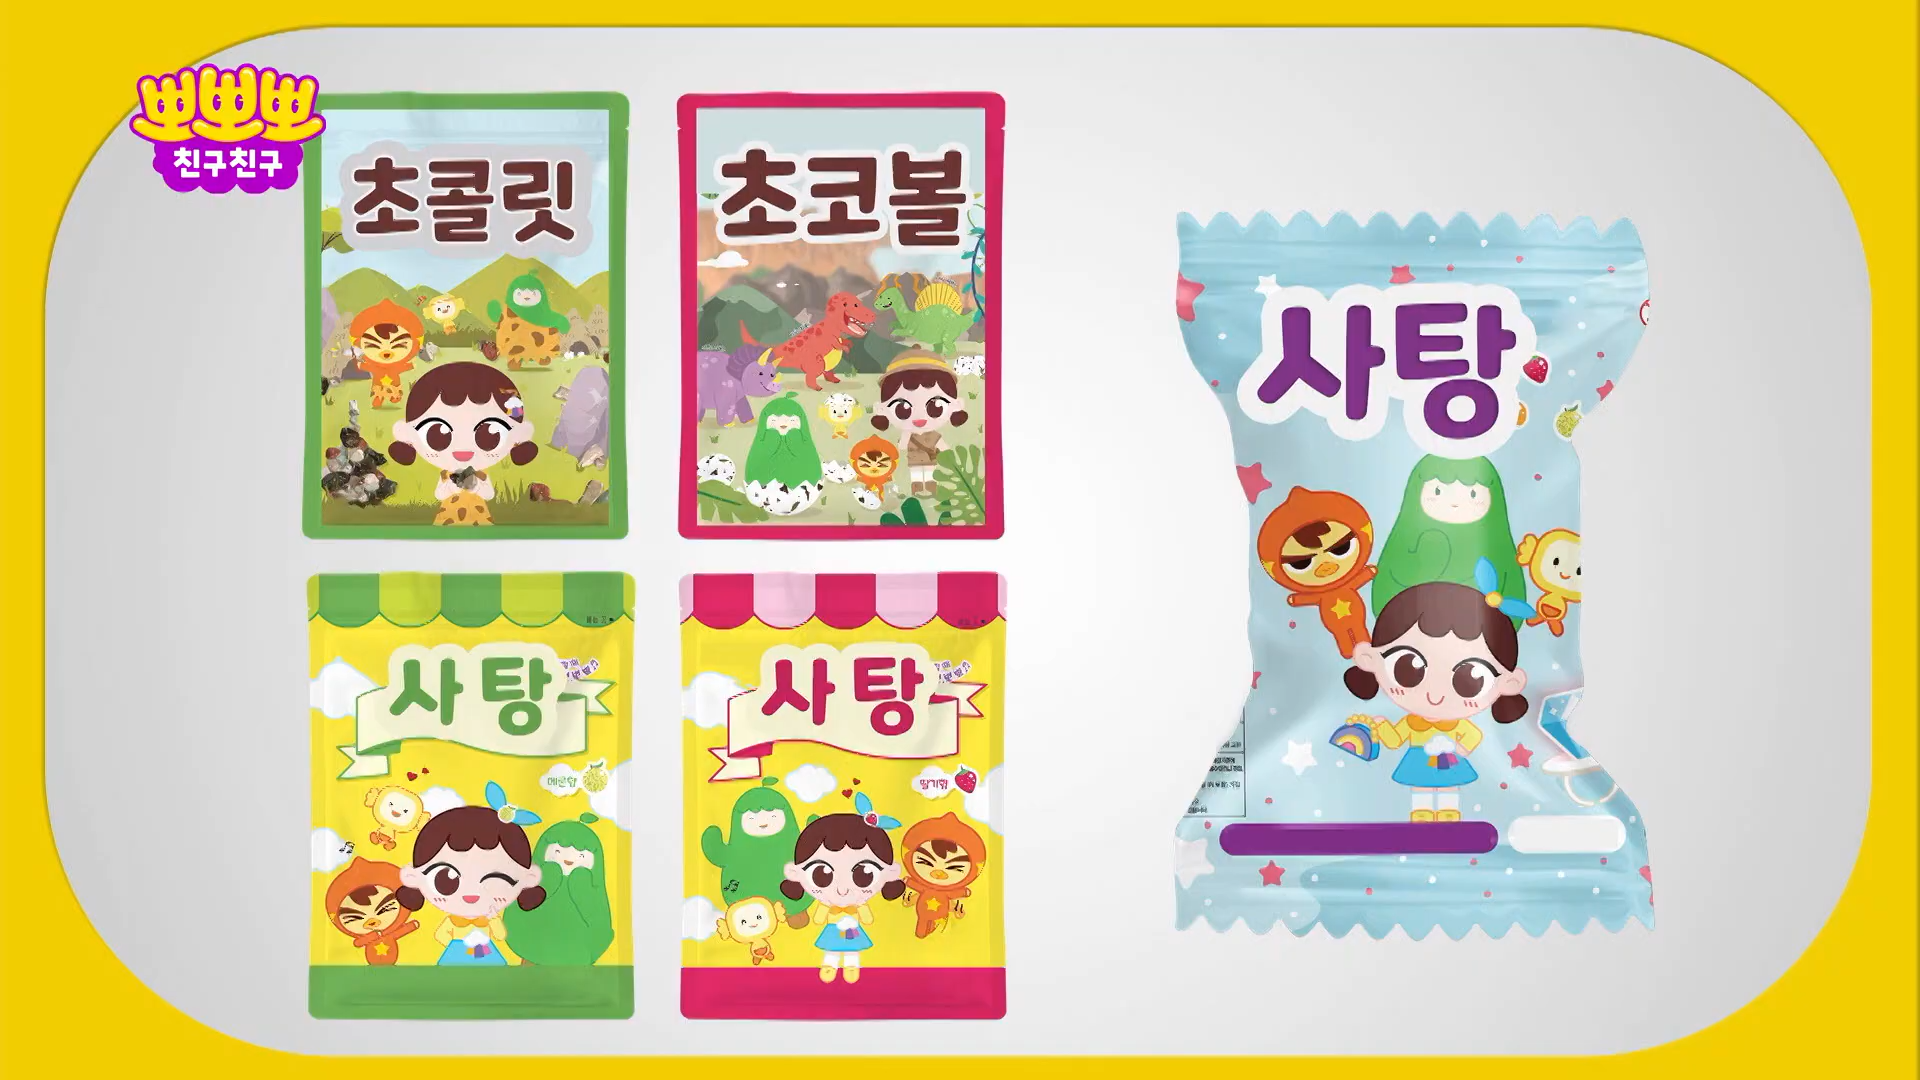 뽀뽀뽀
친구친구
초콜릿
초코볼
사탕
메론향
사탕
딸기향
사탕